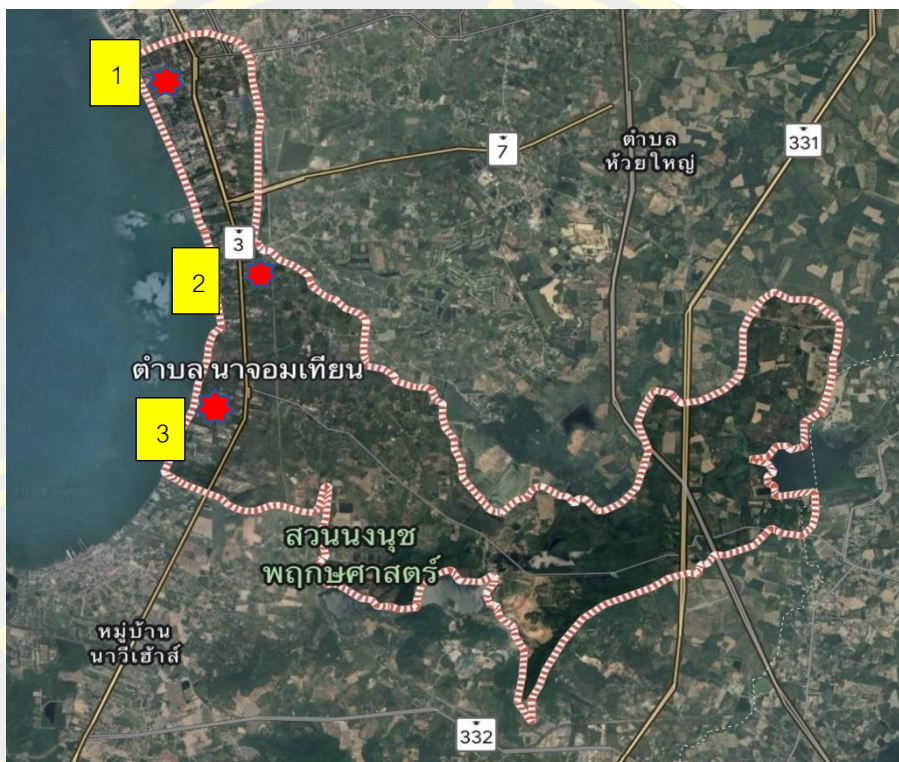 1
7
ตำบล
ห้วยใหญ่
331
3
2
ตำบล นาจอมเทียน
3
สวนนงนุช
พฤกษศาสตร์
หมู่บ้าน
นาวีเฮ้าส์
332